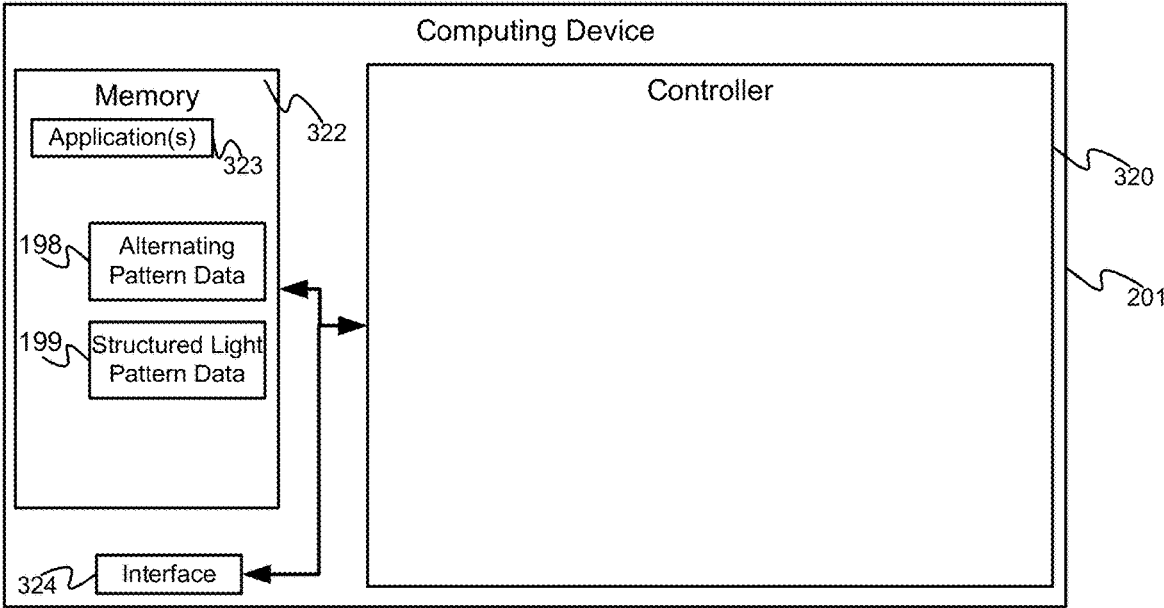 Computing Device
Memory
Controller
322
Application(s)
323
320
198
Alternating
Pattern Data
201
199
Structured Light
Pattern Data
324
Interface